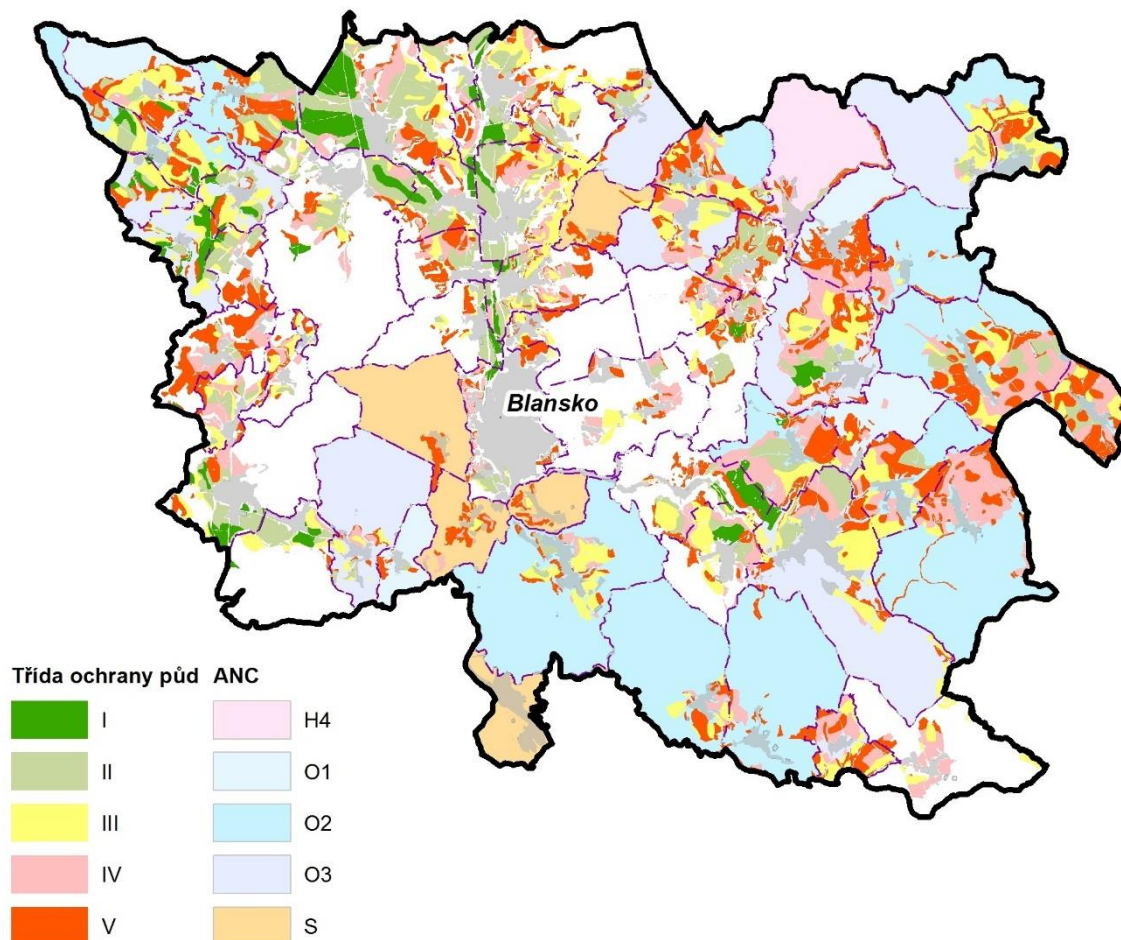 Blansko
Třída ochrany půd ANC
I H4
II O1
III O2
IV O3
V S